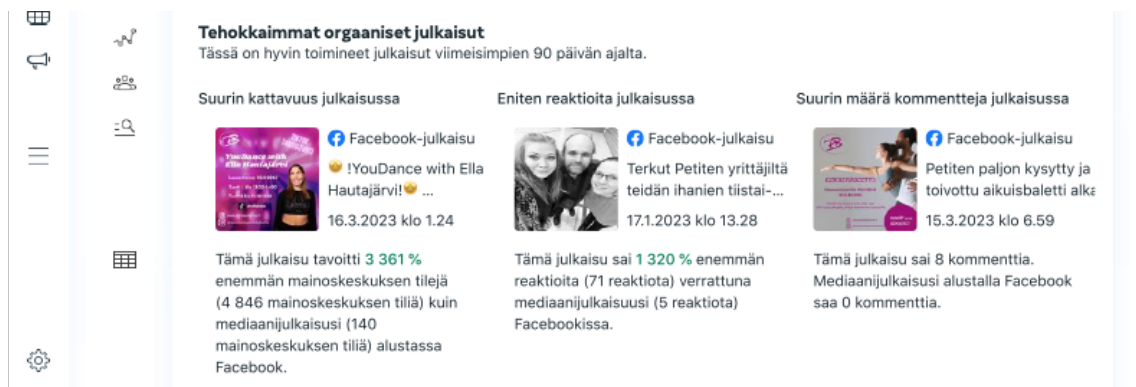 Tehokkaimmat orgaaniset julkaisut
Tässä on hyvin toimineet julkaisut viimeisimpien 90 päivän ajalta.
Suurin kattavuus julkaisussa
YouDance with
Ella Hautajärvi
Facebook-julkaisu
🤩 !YouDance with Ella
Hautajärvi!🤩 ...
16.3.2023 klo 1.24
Tämä julkaisu tavoitti 3 361 %
enemmän mainoskeskuksen tilejä
(4 846 mainoskeskuksen tiliä) kuin
mediaanijulkaisusi (140
mainoskeskuksen tiliä) alustassa
Facebook.
Eniten reaktioita julkaisussa
Facebook-julkaisu
Terkut Petiten yrittäjiltä
teidän ihanien tiistai-...
17.1.2023 klo 13.28
Tämä julkaisu sai 1 320 % enemmän
reaktioita (71 reaktiota) verrattuna
mediaanijulkaisuusi (5 reaktiota)
Facebookissa.
Suurin määrä kommentteja julkaisussa
Facebook-julkaisu
Petiten paljon kysytty ja
toivottu aikuisbaletti alka
15.3.2023 klo 6.59
Tämä julkaisu sai 8 kommenttia.
Mediaanijulkaisusi alustalla Facebook
saa 0 kommenttia.